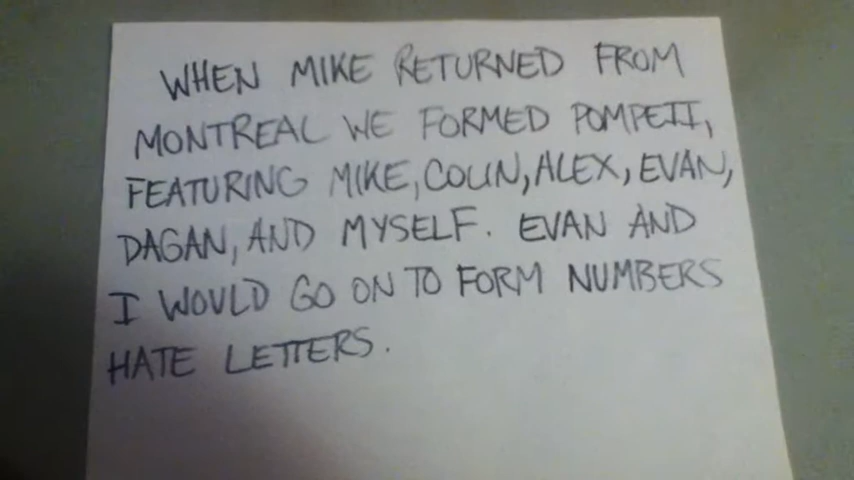 WHEN MIKE RETURNED FROM
MONTREAL WE FORMED POMPEII,
FEATURING MIKE, COLIN, ALEX, EVAN,
DAGAN, AND MYSELF. EVAN AND
I WOULD GO ON TO FORM NUMBERS
HATE LETTERS.